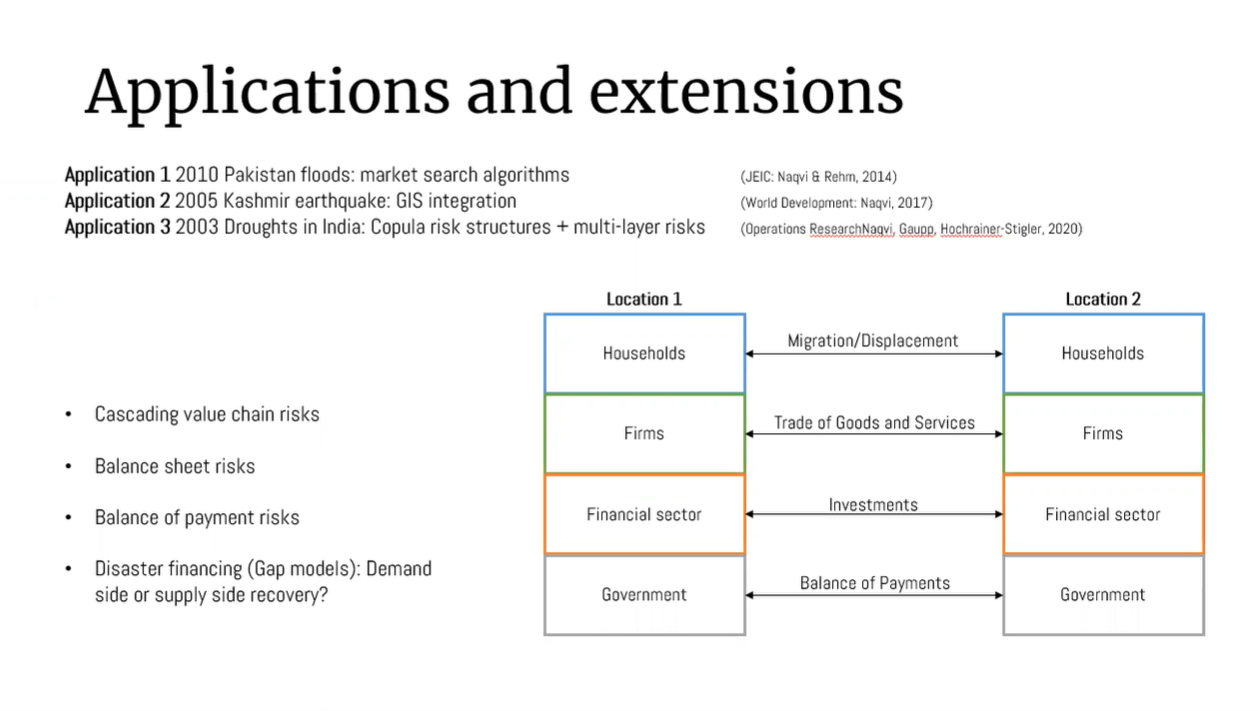 Applications and extensions
Application 1 2010 Pakistan floods: market search algorithms (JEIC: Naqvi & Rehm, 2014)
Application 2 2005 Kashmir earthquake: GIS integration (World Development: Naqvi, 2017)
Application 3 2003 Droughts in India: Copula risk structures + multi-layer risks (Operations ResearchNaqvi, Gaupp, Hochrainer-Stigler, 2020)
• Cascading value chain risks
• Balance sheet risks
• Balance of payment risks
• Disaster financing (Gap models): Demand
side or supply side recovery?
Location 1
Location 2
Households
Migration/Displacement
Households
Firms
Trade of Goods and Services
Firms
Financial sector
Investments
Financial sector
Government
Balance of Payments
Government